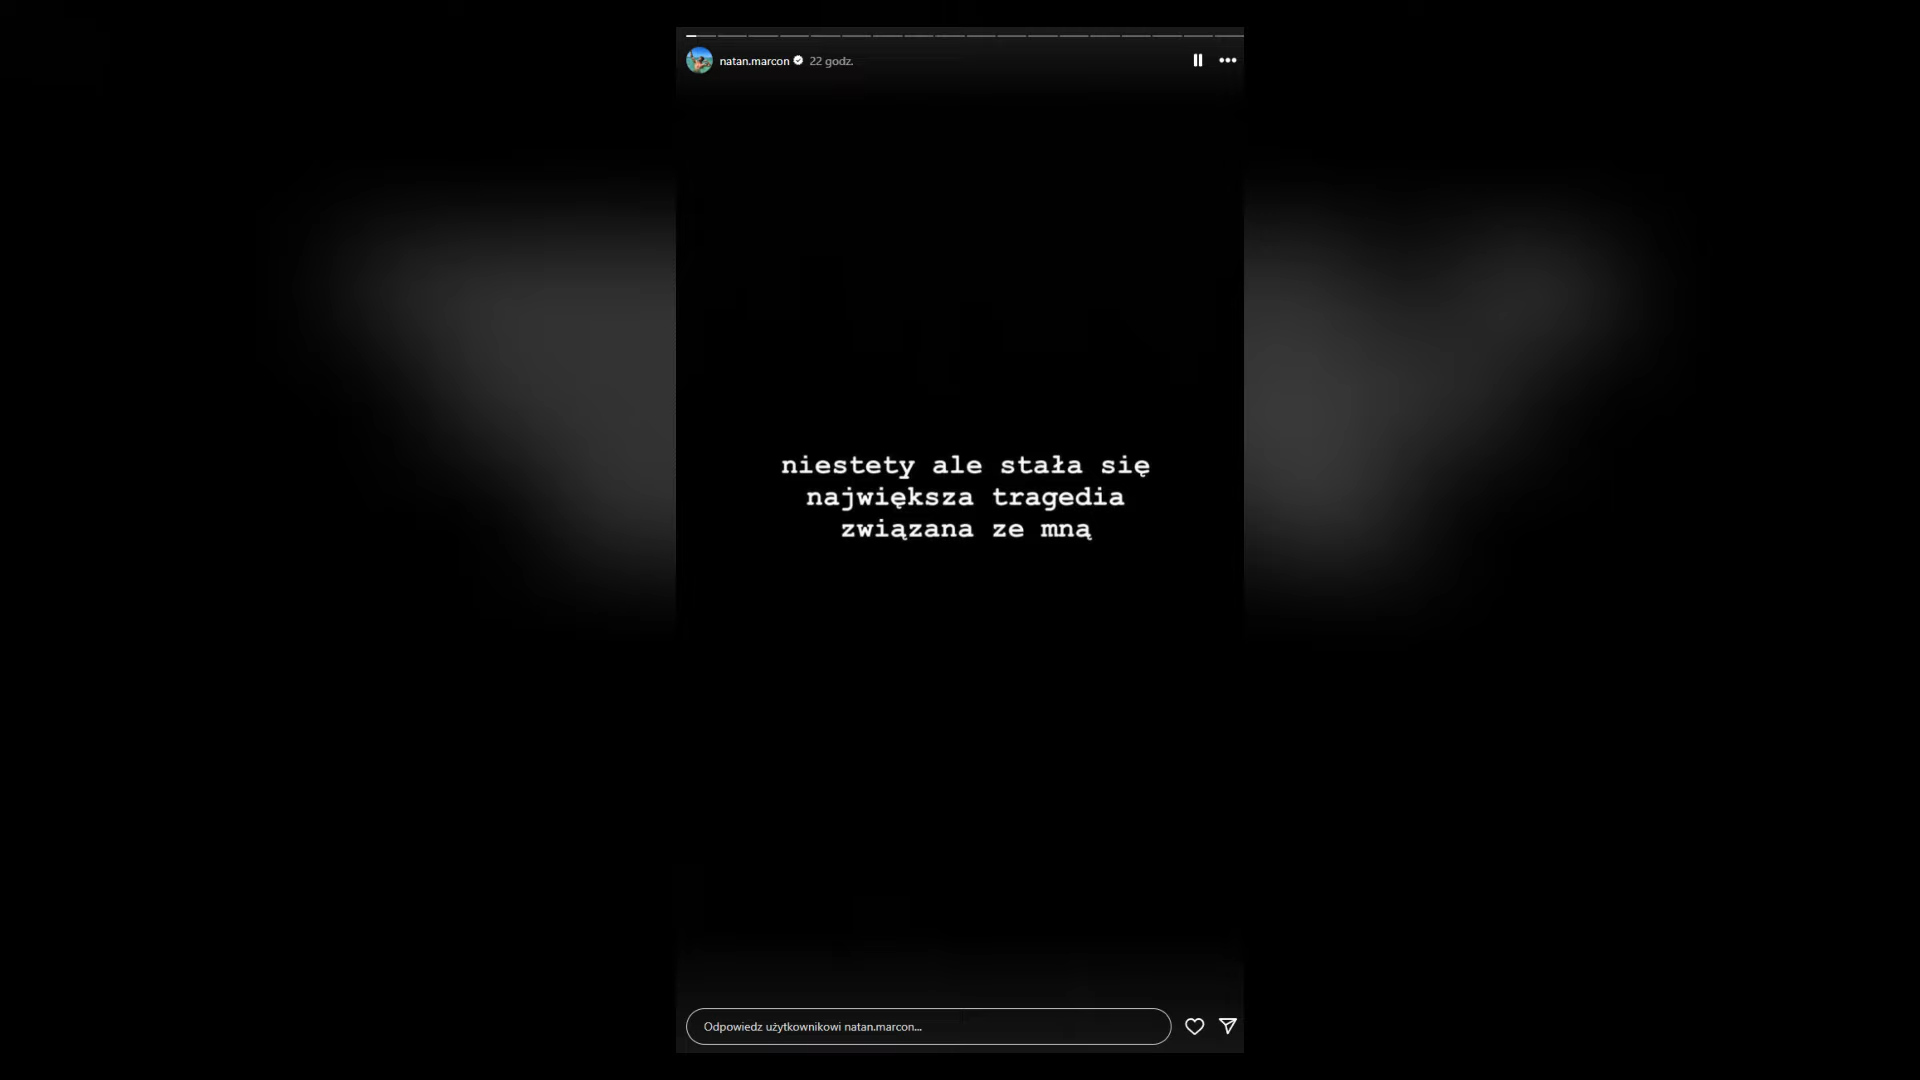 natan.marcon 22 godz.
niestety ale stała się
największa tragedia
związana ze mną
Odpowiedz użytkownikowi natan.marcon...